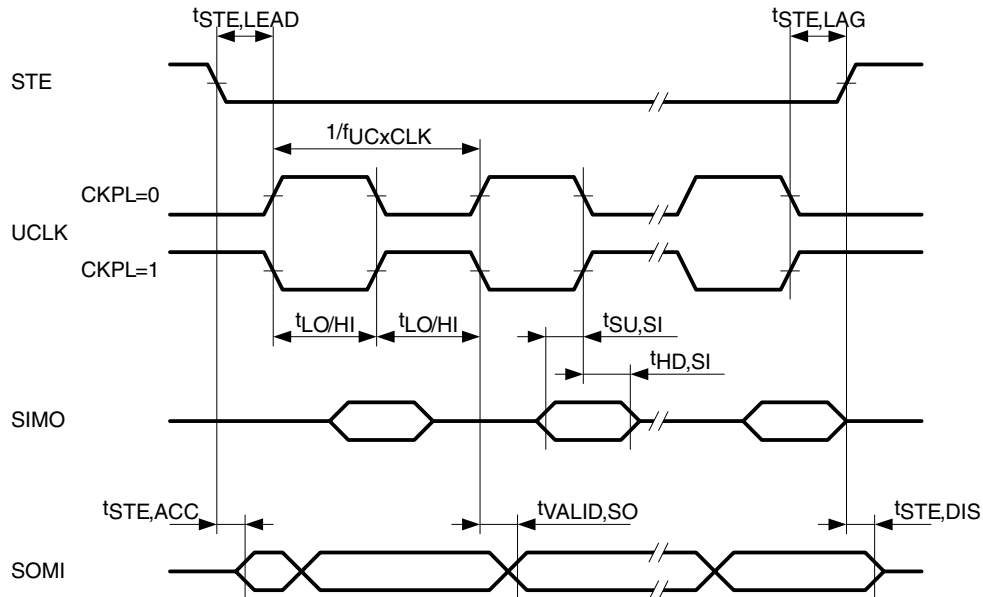 tSTE,LEAD
tSTE,LAG
STE
1/fUCxCLK
CKPL=0
UCLK
CKPL=1
tLO/HI
tLO/HI
tSU,SI
tHD,SI
SIMO
tSTE,ACC
tVALID,SO
tSTE,DIS
SOMI